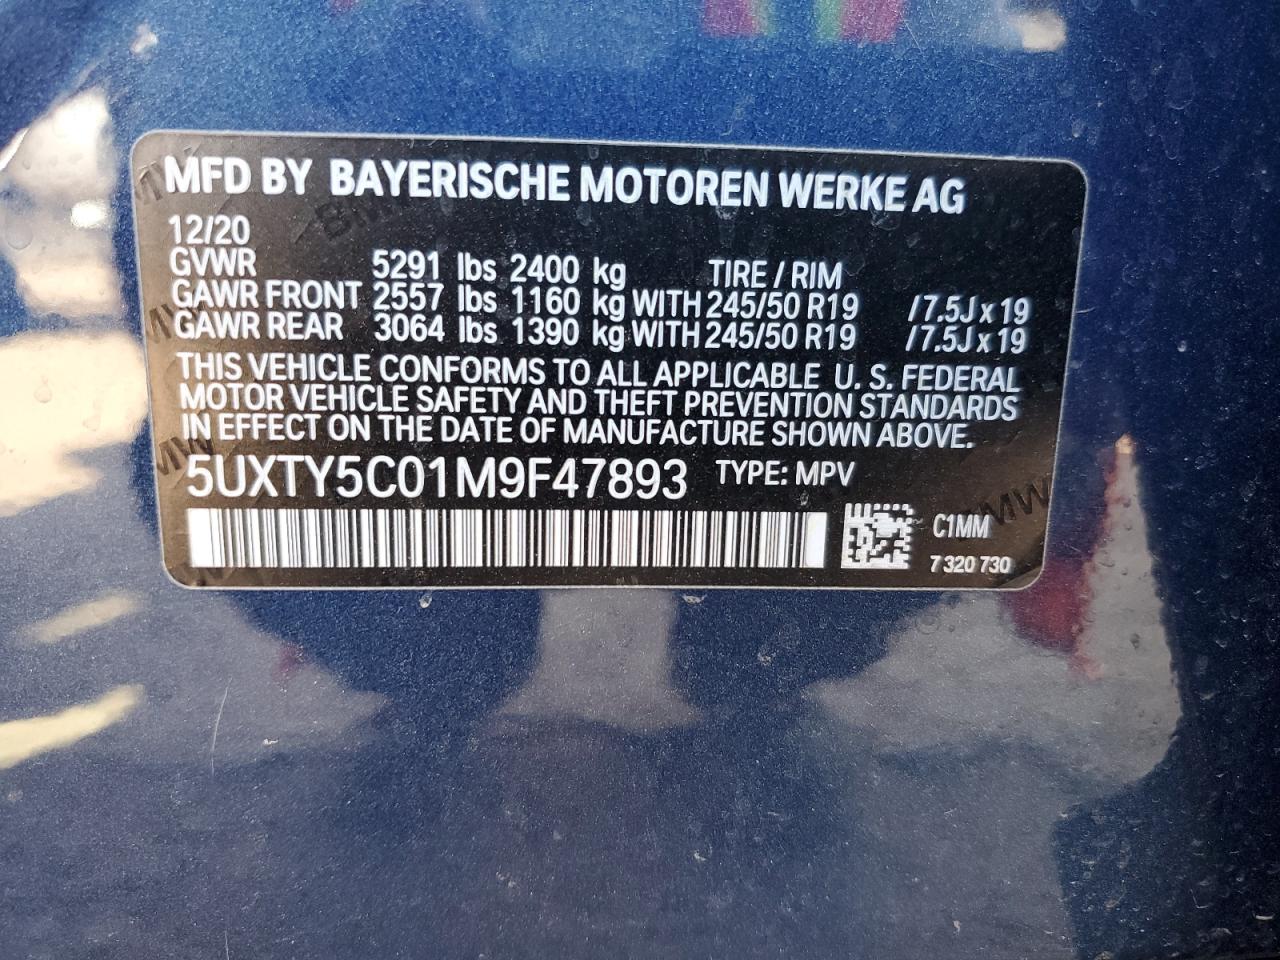 MFD BY BAYERISCHE MOTOREN WERKE AG
12/20
GVWR 5291 lbs 2400 kg TIRE / RIM
GAWR FRONT 2557 lbs 1160 kg WITH 245/50 R19 /7.5J x 19
GAWR REAR 3064 lbs 1390 kg WITH 245/50 R19 /7.5J x 19
THIS VEHICLE CONFORMS TO ALL APPLICABLE U. S. FEDERAL
MOTOR VEHICLE SAFETY AND THEFT PREVENTION STANDARDS
IN EFFECT ON THE DATE OF MANUFACTURE SHOWN ABOVE.
5UXTY5C01M9F47893 TYPE: MPV
C1MM
7 320 730